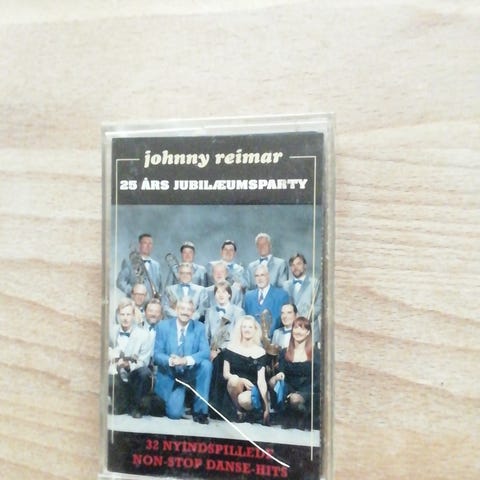 johnny reimar
25 ÅRS JUBILÆUMSPARTY
32 NYINDSPILLEDE
NON-STOP DANSE-HITS